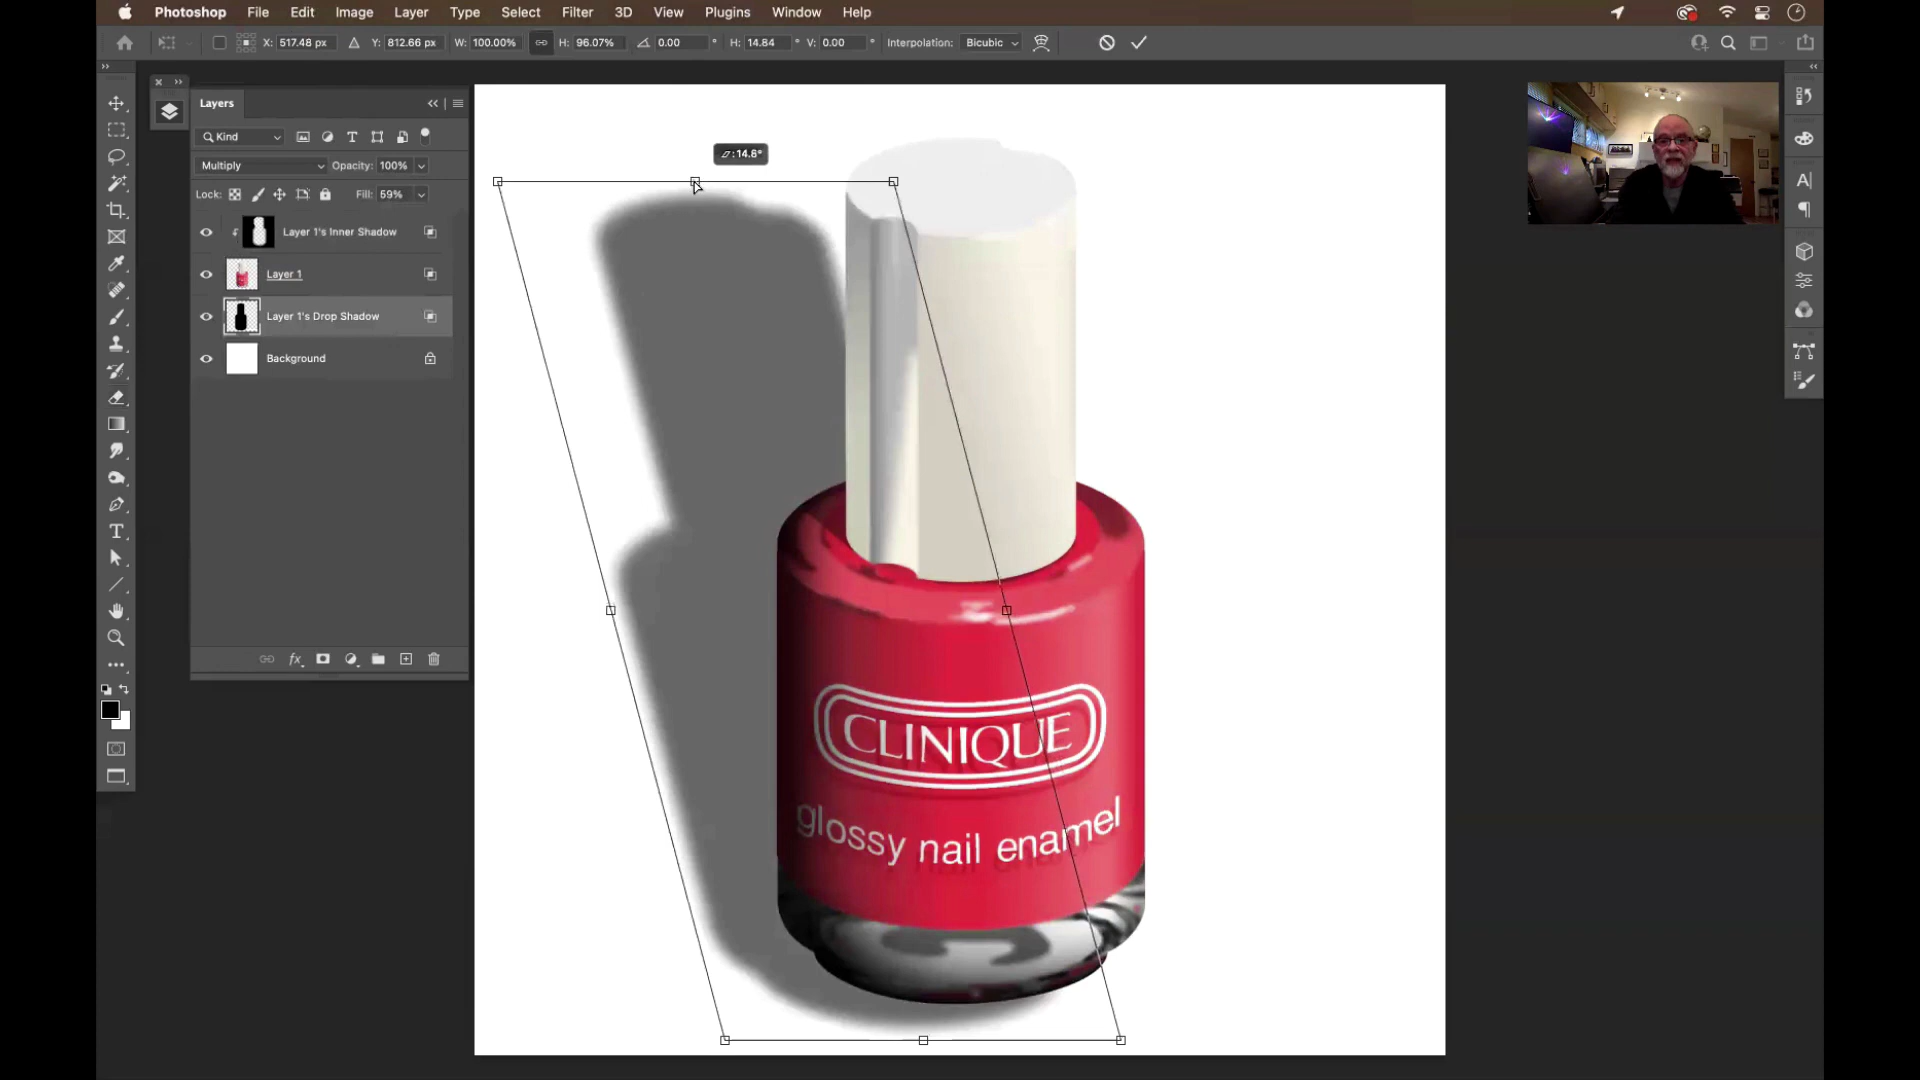 Photoshop File Edit Image Layer Type Select Filter 3D View Plugins Window Help
X: 517.48 px Y: 812.66 px W: 100.00% H: 96.07% 0.00 ° H: 14.84 ° V: 0.00 ° Interpolation: Bicubic
Layers
Kind
Multiply Opacity: 100%
Lock: Fill: 59%
Layer 1's Inner Shadow
Layer 1
Layer 1's Drop Shadow
Background
fx
:14.6°
CLINIQUE
glossy nail enamel